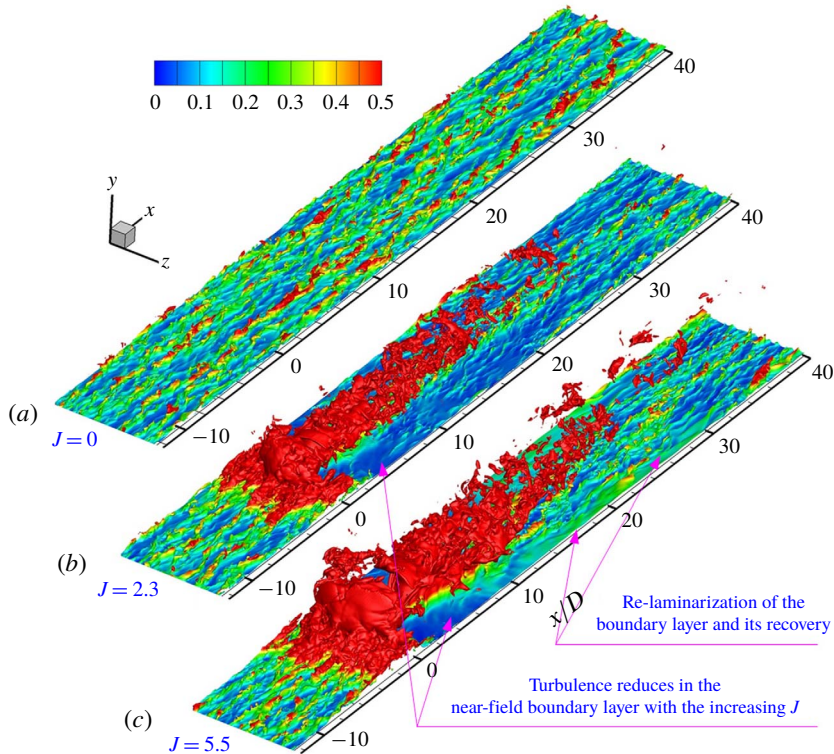 0 0.1 0.2 0.3 0.4 0.5
y
x
z
−10 0 10 20 30 40
(a)
J = 0
−10 0 10 20 30 40
(b)
J = 2.3
−10 0 10 20 30 40
x/D
(c)
J = 5.5
Re-laminarization of the
boundary layer and its recovery
Turbulence reduces in the
near-field boundary layer with the increasing J